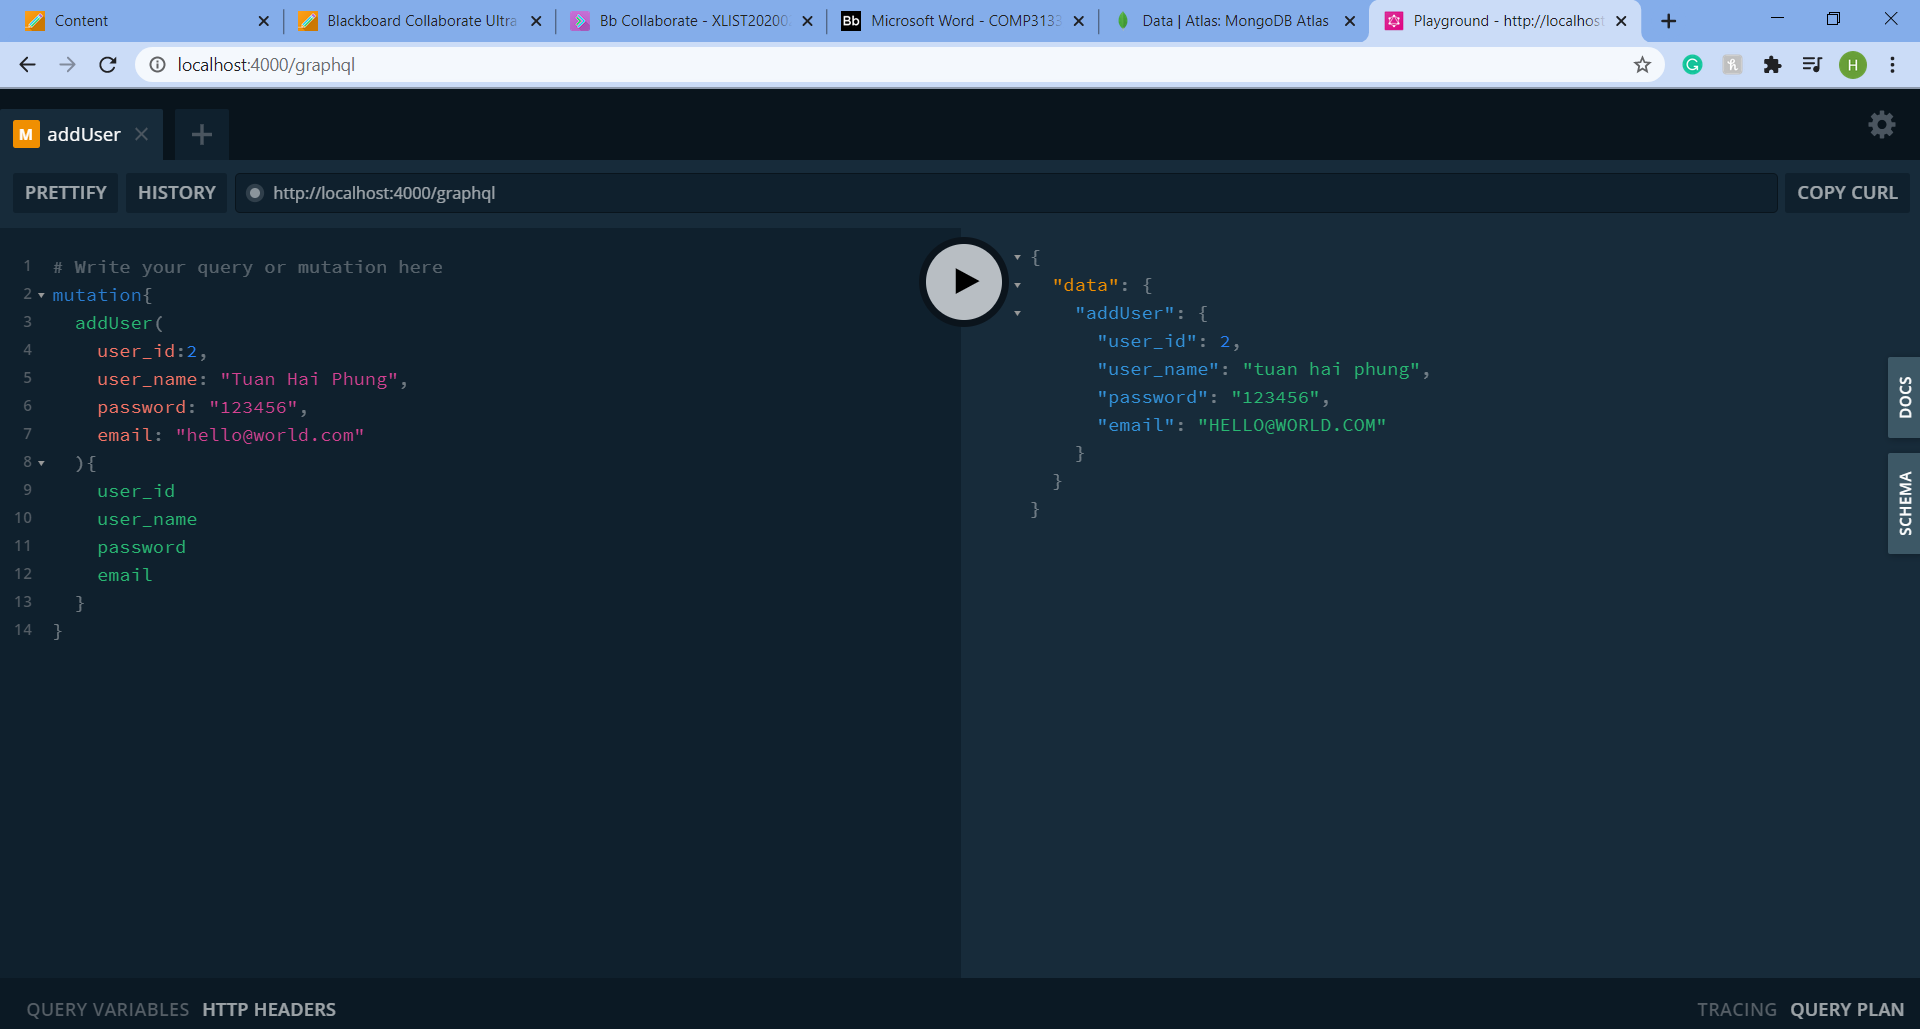 Content
Blackboard Collaborate Ultra
Bb Collaborate - XLIST20200
Bb
Microsoft Word - COMP3133
Data | Atlas: MongoDB Atlas
Playground - http://localhost
localhost:4000/graphql
H
M addUser
PRETTIFY
HISTORY
http://localhost:4000/graphql
COPY CURL
1 # Write your query or mutation here
2 mutation{
3 addUser(
4 user_id:2,
5 user_name: "Tuan Hai Phung",
6 password: "123456",
7 email: "hello@world.com"
8 ){
9 user_id
10 user_name
11 password
12 email
13 }
14 }
{
"data": {
"addUser": {
"user_id": 2,
"user_name": "tuan hai phung",
"password": "123456",
"email": "HELLO@WORLD.COM"
}
}
}
DOCS
SCHEMA
QUERY VARIABLES HTTP HEADERS
TRACING QUERY PLAN